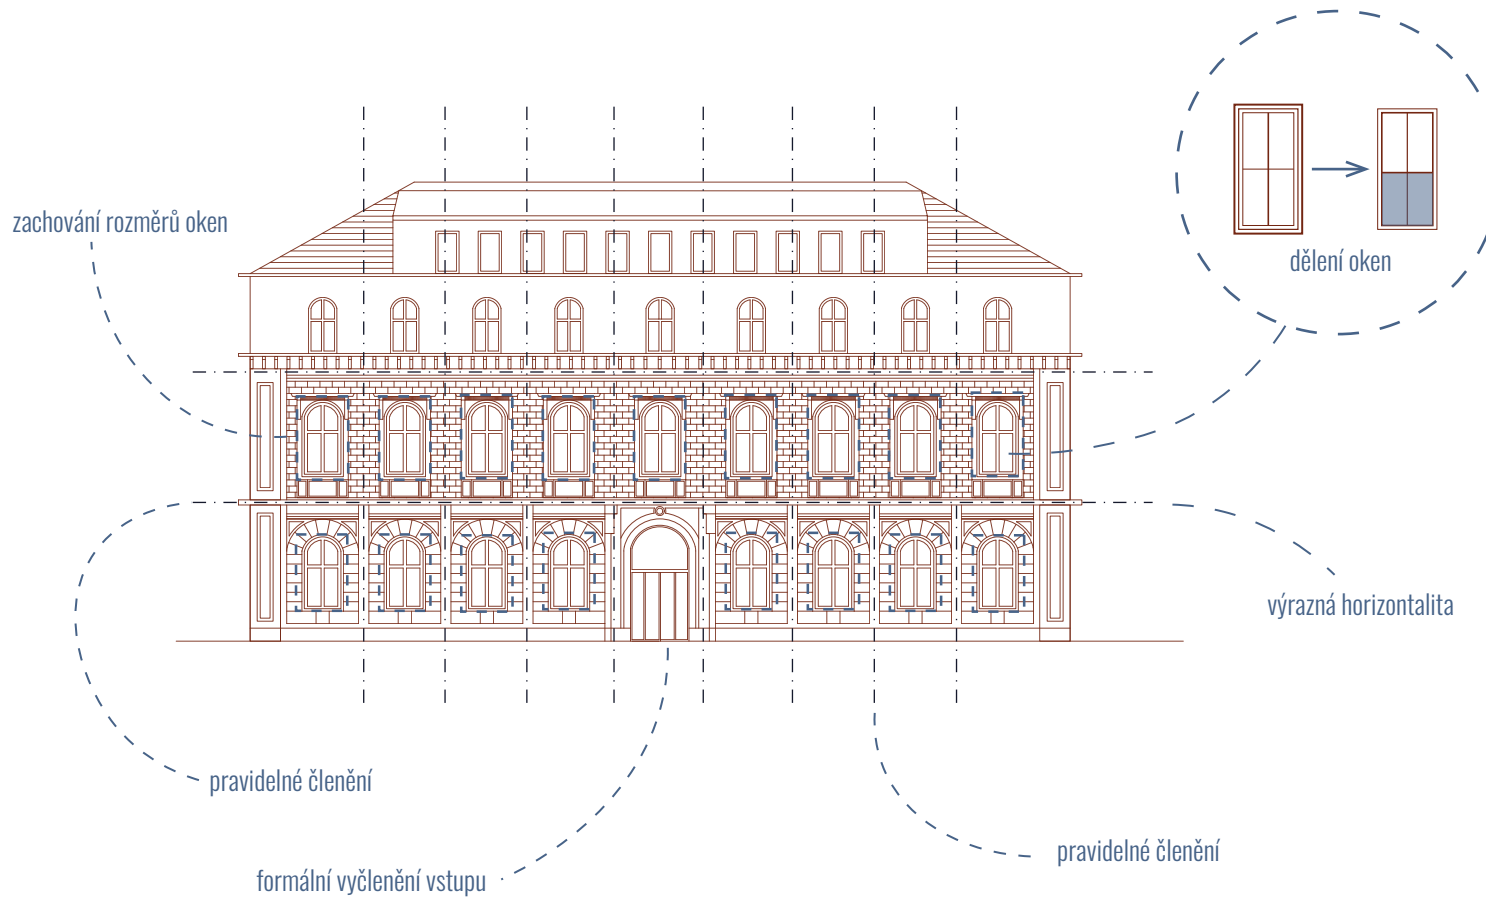 zachování rozměrů oken
dělení oken
výrazná horizontalita
pravidelné členění
pravidelné členění
formální vyčlenění vstupu